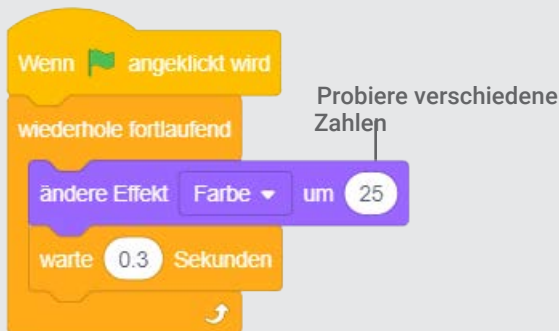 Wenn angeklickt wird
Probiere verschiedene
Zahlen
wiederhole fortlaufend
ändere Effekt Farbe um 25
warte 0.3 Sekunden